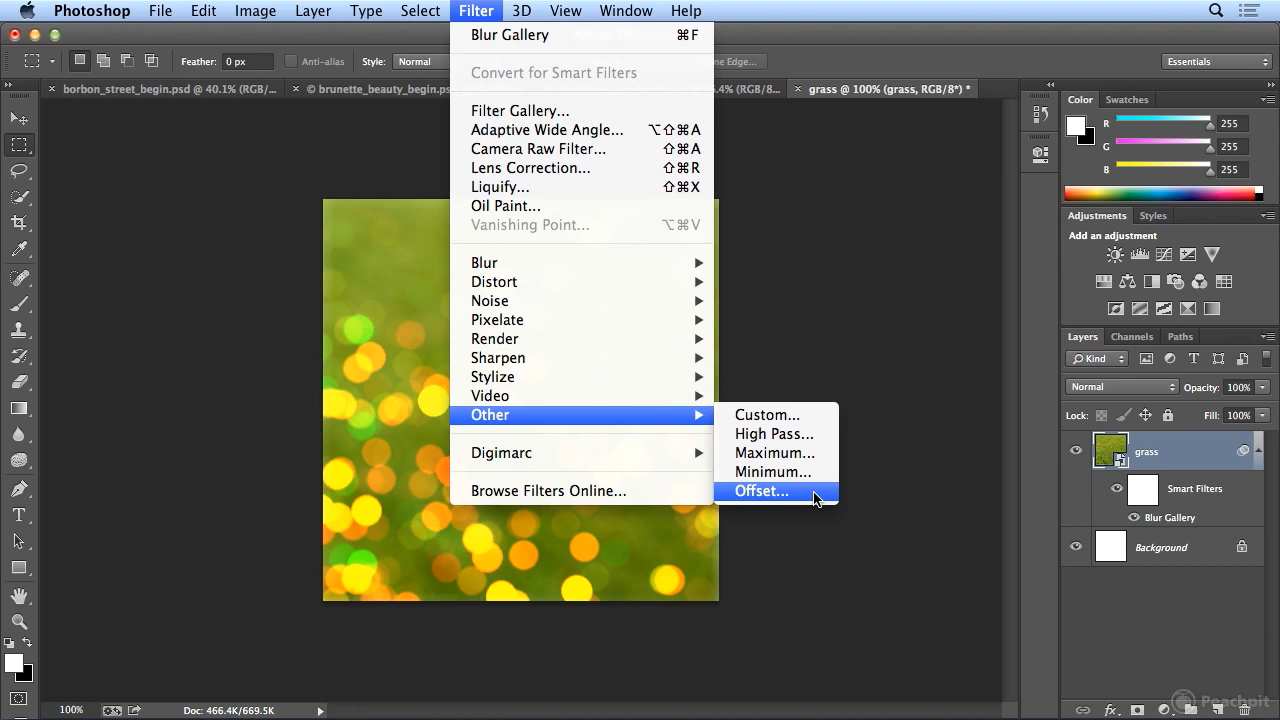 Photoshop File Edit Image Layer Type Select Filter 3D View Window Help
Feather: 0 px Anti-alias Style: Normal Edge... Essentials
borbon_street_begin.psd @ 40.1% (RGB/... © brunette_beauty_begin.ps .4% (RGB/8... grass @ 100% (grass, RGB/8*) *
Blur Gallery ⌘F
Convert for Smart Filters
Filter Gallery...
Adaptive Wide Angle... ⌥⇧⌘A
Camera Raw Filter... ⇧⌘A
Lens Correction... ⇧⌘R
Liquify... ⇧⌘X
Oil Paint...
Vanishing Point... ⌥⌘V
Blur
Distort
Noise
Pixelate
Render
Sharpen
Stylize
Video
Other
Digimarc
Browse Filters Online...
Custom...
High Pass...
Maximum...
Minimum...
Offset...
Color Swatches
R 255
G 255
B 255
Adjustments Styles
Add an adjustment
Layers Channels Paths
Kind
Normal Opacity: 100%
Lock: Fill: 100%
grass
Smart Filters
Blur Gallery
Background
100% Doc: 466.4K/669.5K
Peachpit